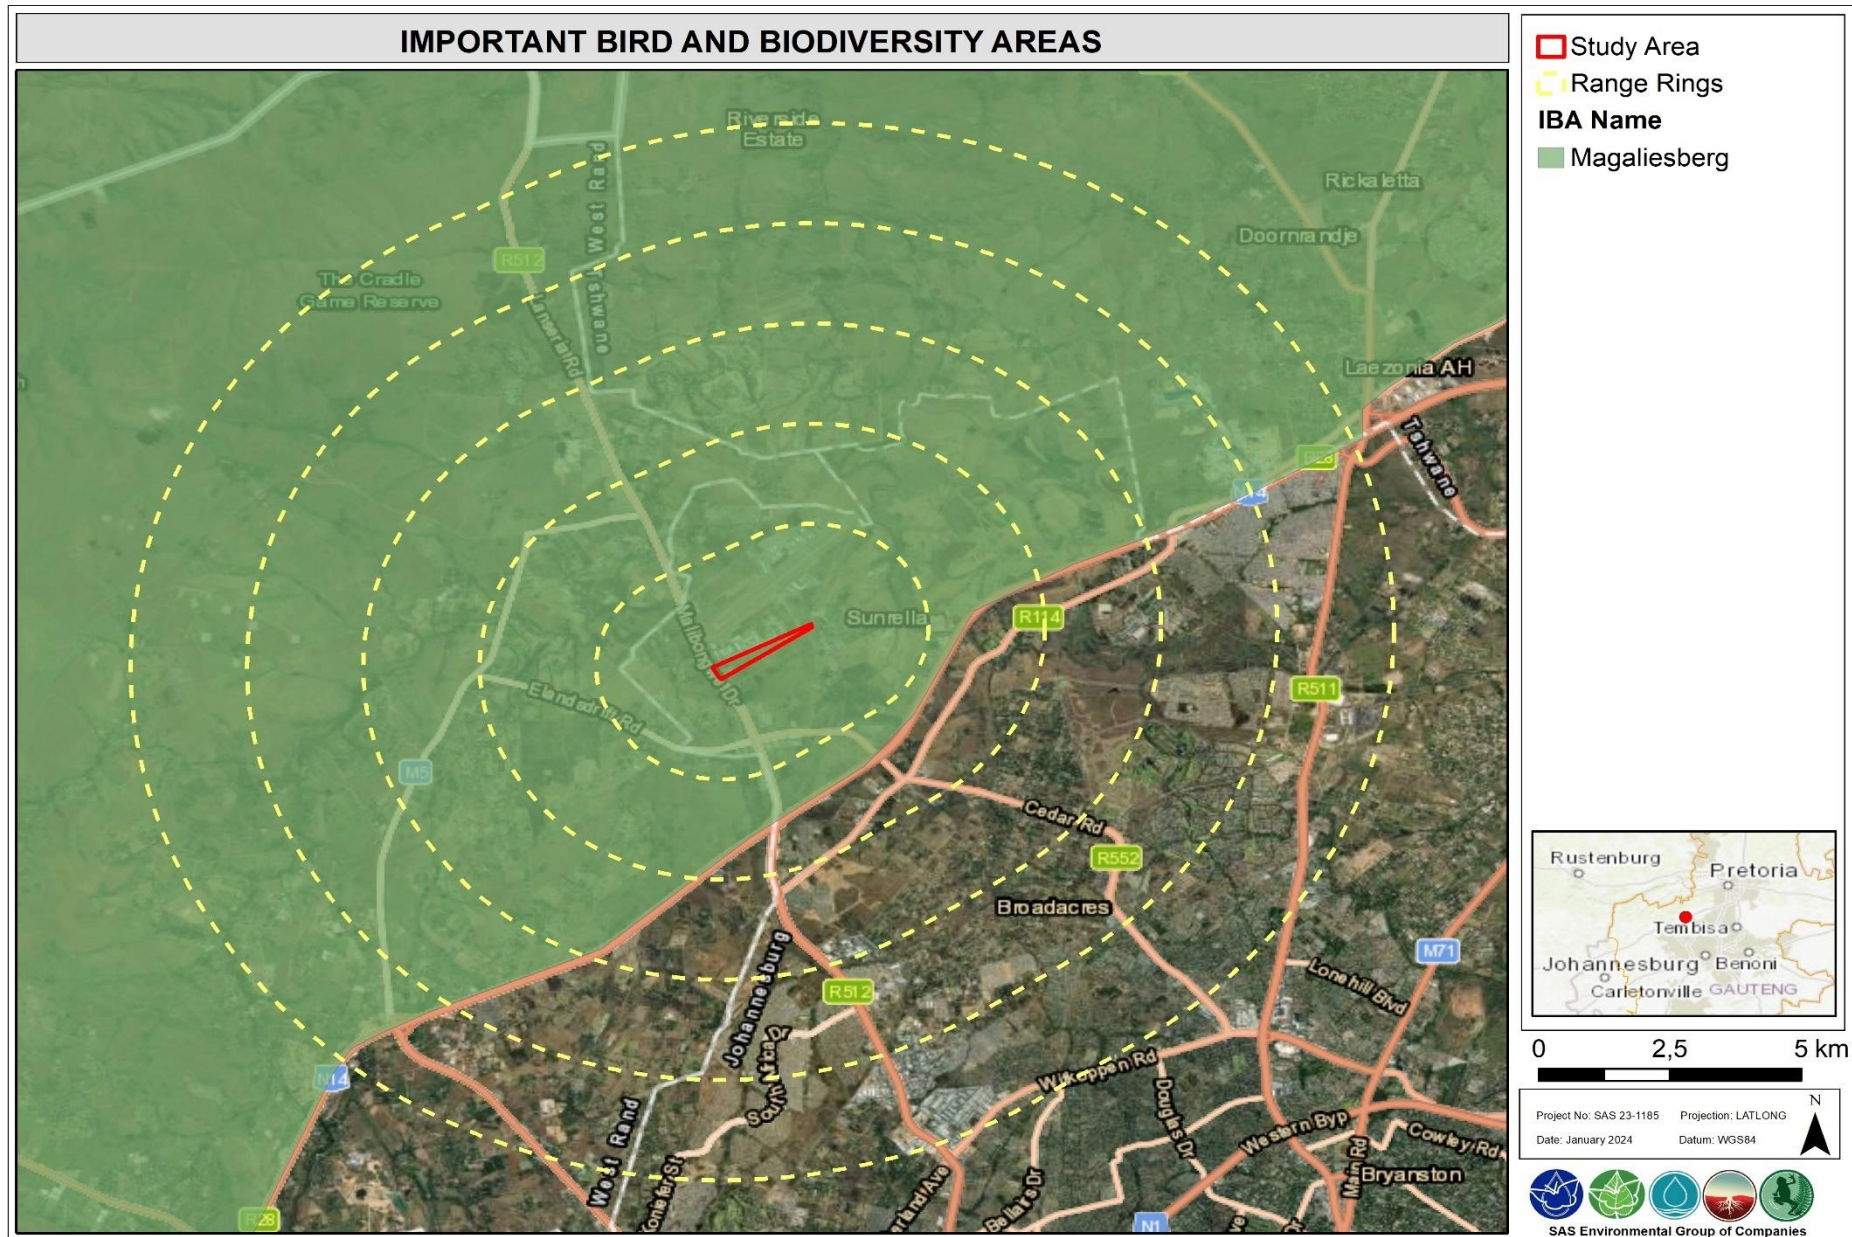 IMPORTANT BIRD AND BIODIVERSITY AREAS
Study Area
Range Rings
IBA Name
Magaliesberg
Riverside
Estate
Rand West
Tshwane
Rickaletta
Doornrandje
R512
The Cradle
Game Reserve
Lanseria Rd
Laezonia AH
Tshwane
N14
Sunrella
R114
Malibongwe Dr
R511
Elandsdrift Rd
M5
Cedar Rd
R552
Broadacres
M71
Johannesburg
R512
Lonehill Blvd
N14
Witkoppen Rd
Douglas Dr
West Rand
Western Byp
Cowley Rd
Main Rd
Bryanston
R28
N1
Rustenburg
Pretoria
Tembisa
Johannesburg
Benoni
Carletonville GAUTENG
0 2,5 5 km
Project No: SAS 23-1185 Projection: LATLONG
Date: January 2024 Datum: WGS84
N
SAS Environmental Group of Companies